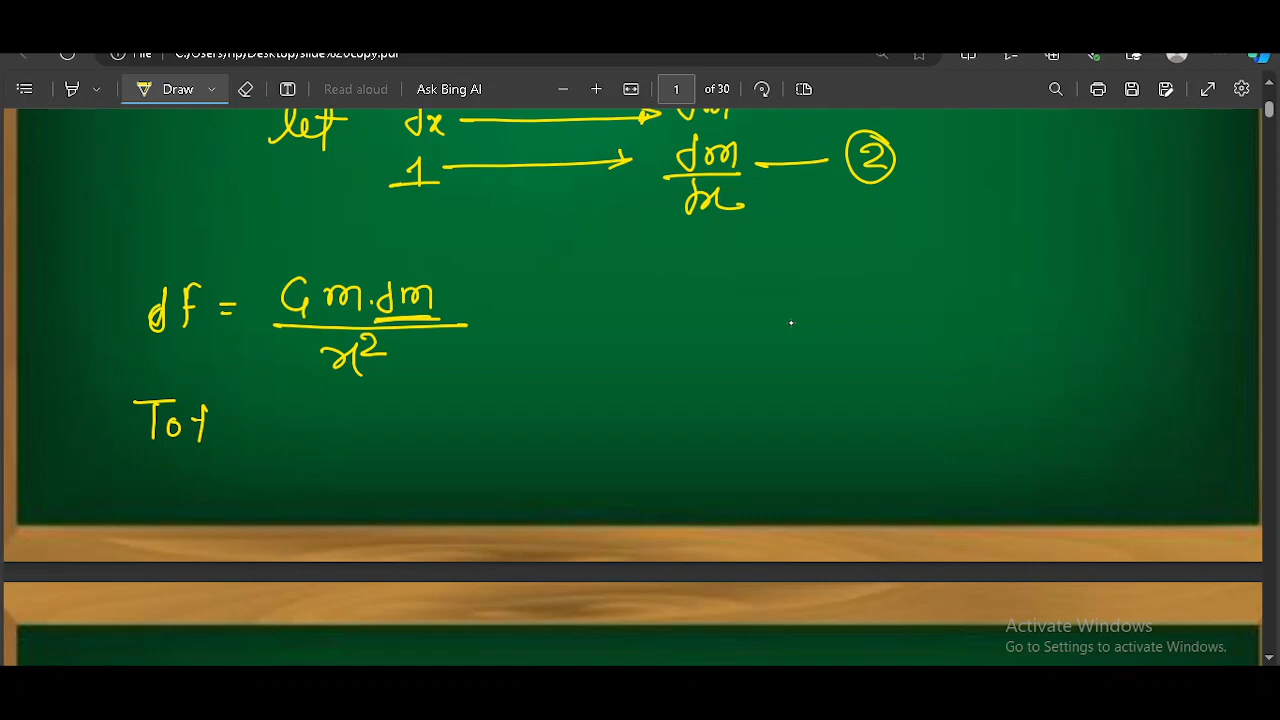 File C:/Users/hp/Desktop/slide%20copy.pdf
Draw Read aloud Ask Bing AI 1 of 30
let dx ⟶ dm
1 ⟶ dm/dx — ②
dF = G m.dm / x²
Tot
Activate Windows
Go to Settings to activate Windows.